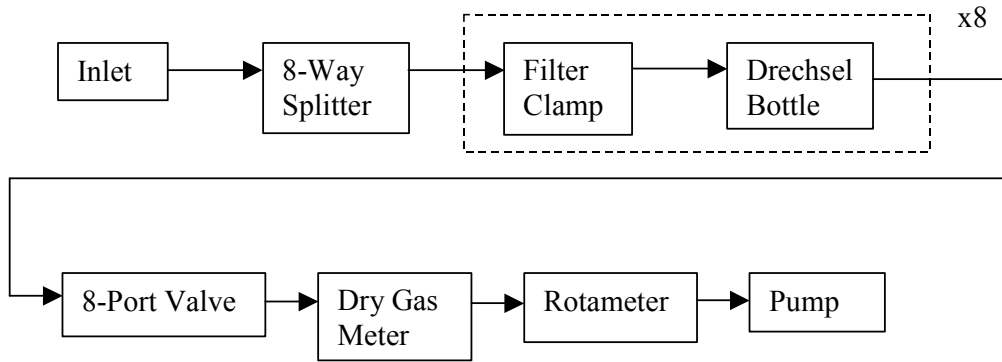 x8
Inlet
8-Way
Splitter
Filter
Clamp
Drechsel
Bottle
8-Port Valve
Dry Gas
Meter
Rotameter
Pump